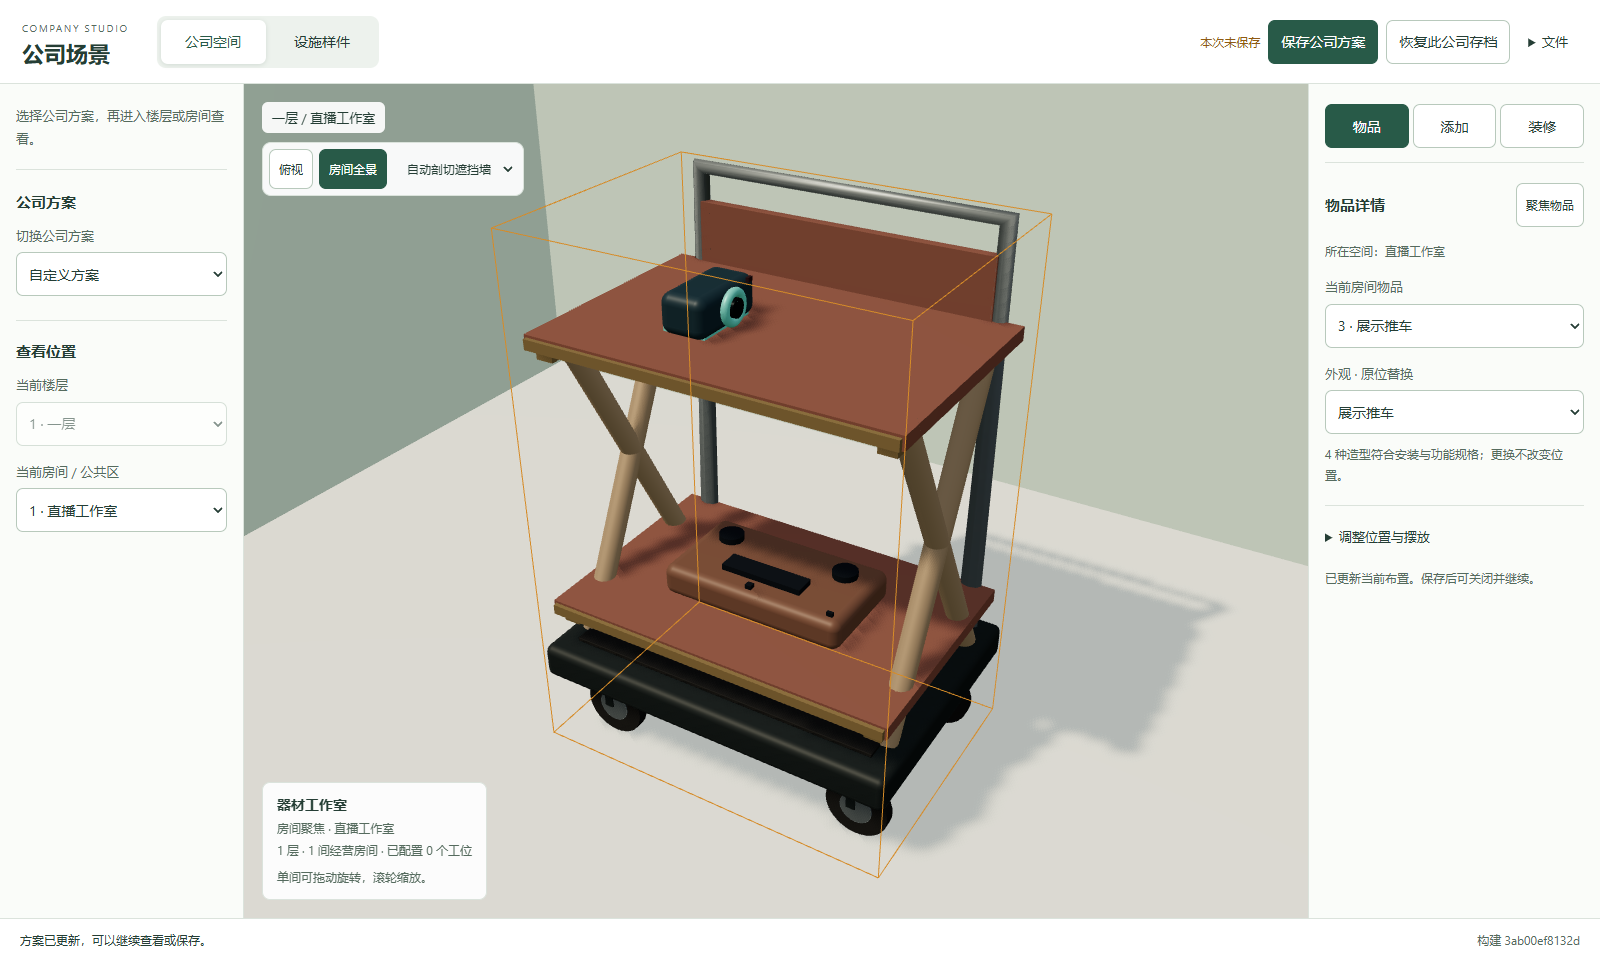 COMPANY STUDIO
公司场景
公司空间
设施样件
本次未保存
保存公司方案
恢复此公司存档
文件
选择公司方案，再进入楼层或房间查
看。
公司方案
切换公司方案
自定义方案
查看位置
当前楼层
1 · 一层
当前房间 / 公共区
1 · 直播工作室
一层 / 直播工作室
俯视
房间全景
自动剖切遮挡墙
器材工作室
房间聚焦 · 直播工作室
1 层 · 1 间经营房间 · 已配置 0 个工位
单间可拖动旋转，滚轮缩放。
物品
添加
装修
物品详情
聚焦物品
所在空间：直播工作室
当前房间物品
3 · 展示推车
外观 · 原位替换
展示推车
4 种造型符合安装与功能规格；更换不改变位
置。
调整位置与摆放
已更新当前布置。保存后可关闭并继续。
方案已更新，可以继续查看或保存。
构建 3ab00ef8132d